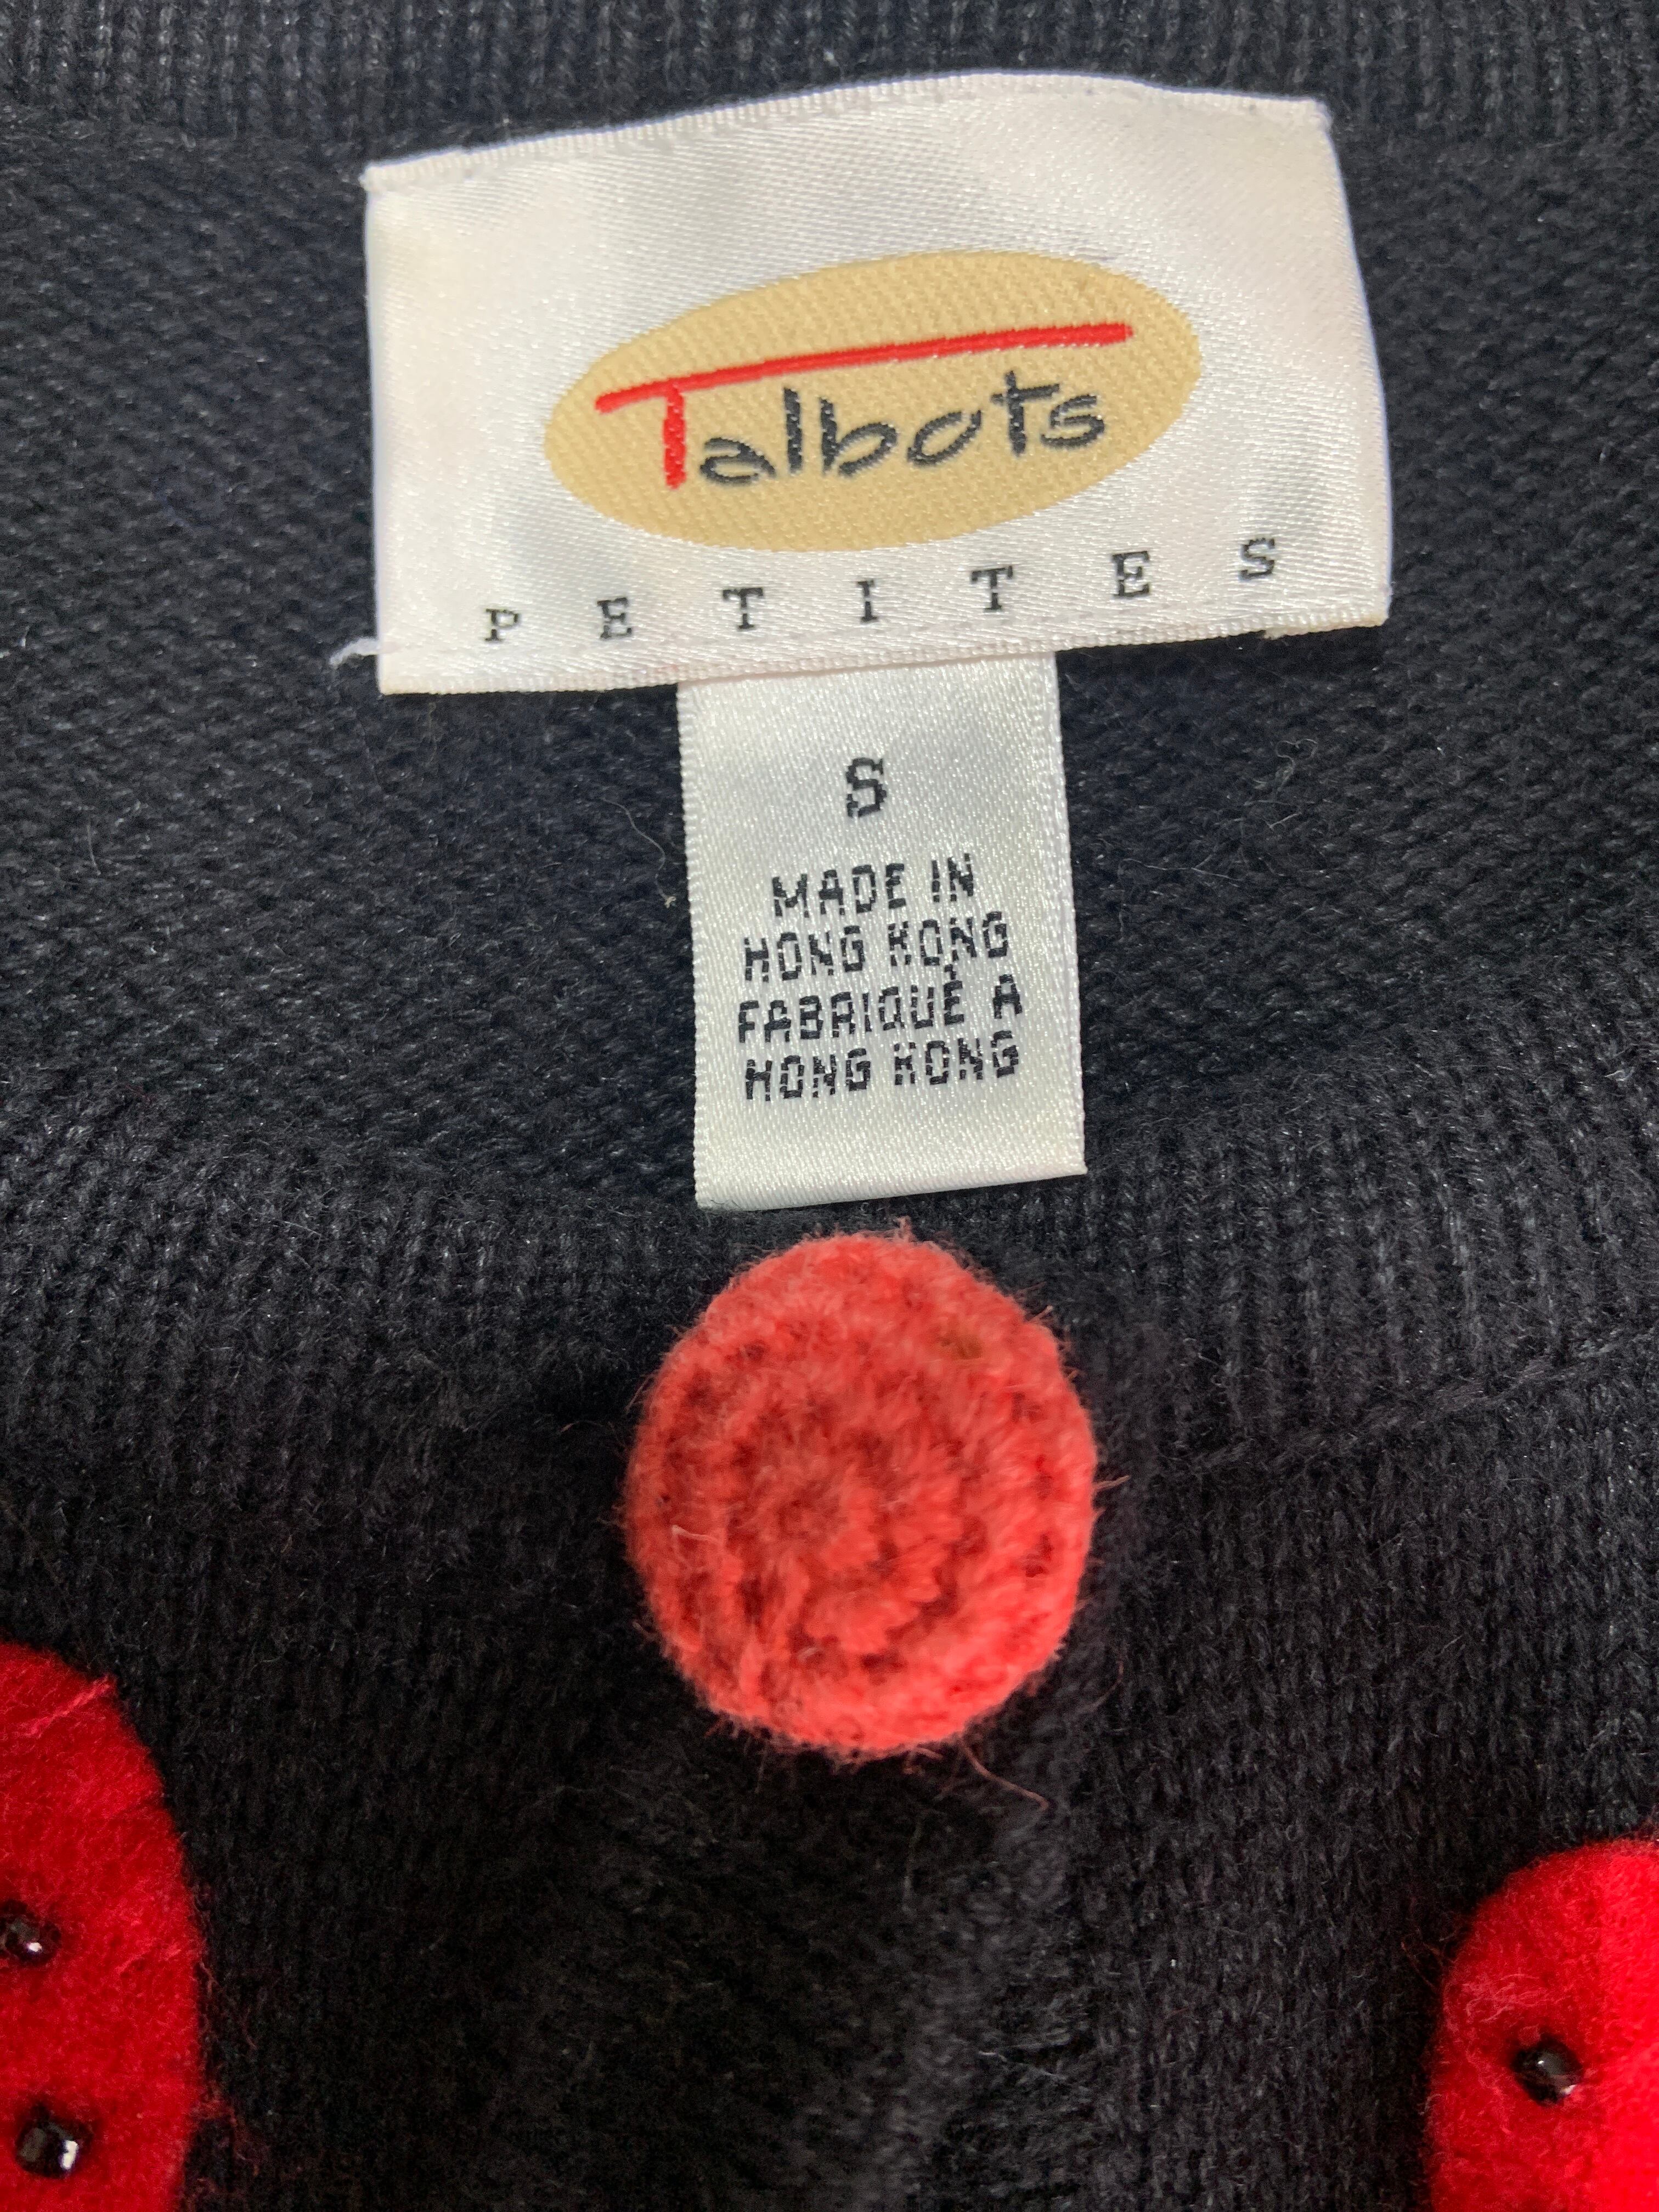 Talbots
PETITES
S
MADE IN
HONG KONG
FABRIQUÉ A
HONG KONG